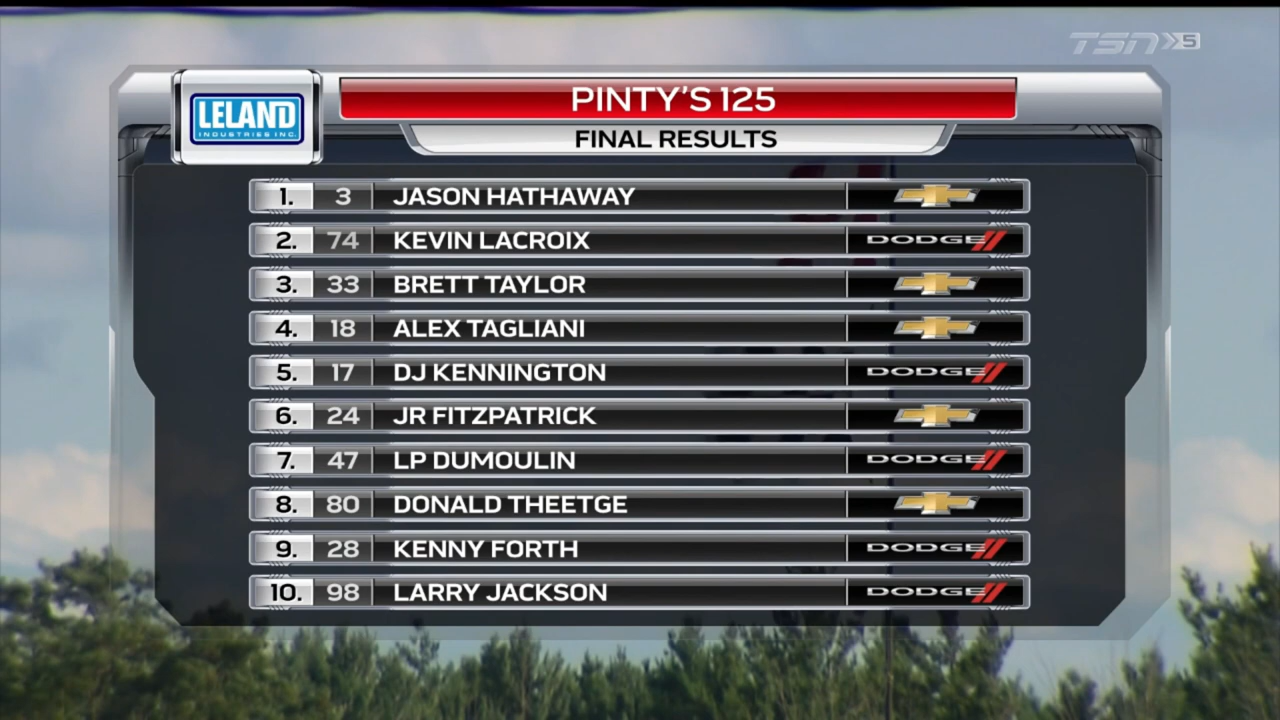 TSN 5
LELAND
INDUSTRIES INC.
PINTY'S 125
FINAL RESULTS
1. 3 JASON HATHAWAY
2. 74 KEVIN LACROIX DODGE
3. 33 BRETT TAYLOR
4. 18 ALEX TAGLIANI
5. 17 DJ KENNINGTON DODGE
6. 24 JR FITZPATRICK
7. 47 LP DUMOULIN DODGE
8. 80 DONALD THEETGE
9. 28 KENNY FORTH DODGE
10. 98 LARRY JACKSON DODGE